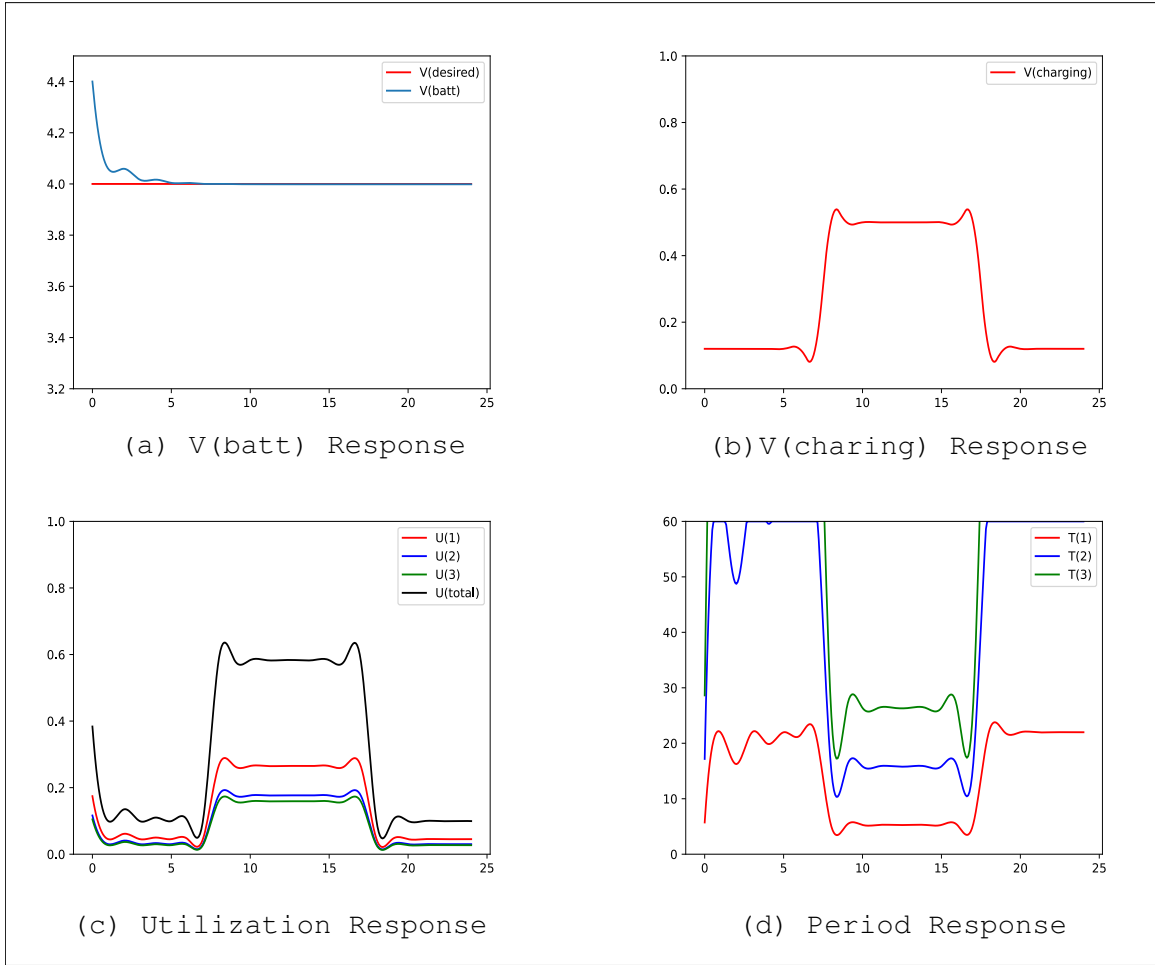 4.4
4.2
4.0
3.8
3.6
3.4
3.2
0 5 10 15 20 25
V(desired)
V(batt)
(a) V(batt) Response
1.0
0.8
0.6
0.4
0.2
0.0
0 5 10 15 20 25
V(charging)
(b)V(charing) Response
1.0
0.8
0.6
0.4
0.2
0.0
0 5 10 15 20 25
U(1)
U(2)
U(3)
U(total)
(c) Utilization Response
60
50
40
30
20
10
0
0 5 10 15 20 25
T(1)
T(2)
T(3)
(d) Period Response